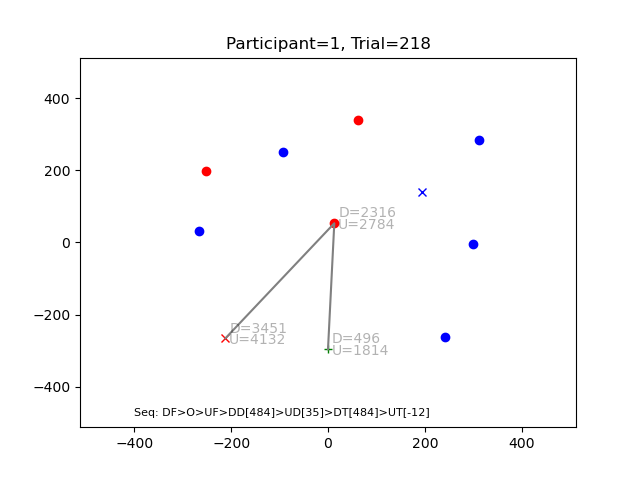 Participant=1, Trial=218
400
200
0
−200
−400
D=2316
U=2784
D=3451
U=4132
D=496
U=1814
Seq: DF>O>UF>DD[484]>UD[35]>DT[484]>UT[-12]
−400
−200
0
200
400